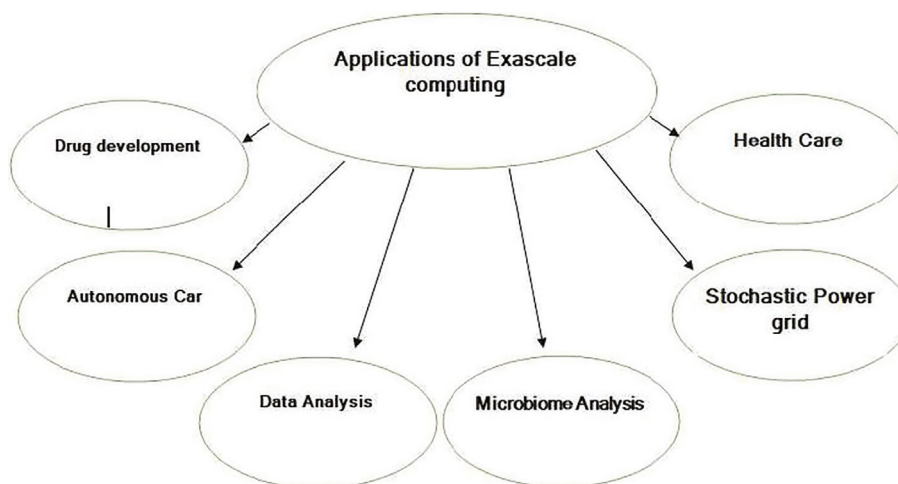 Applications of Exascale
computing
Drug development
Health Care
Autonomous Car
Stochastic Power
grid
Data Analysis
Microbiome Analysis